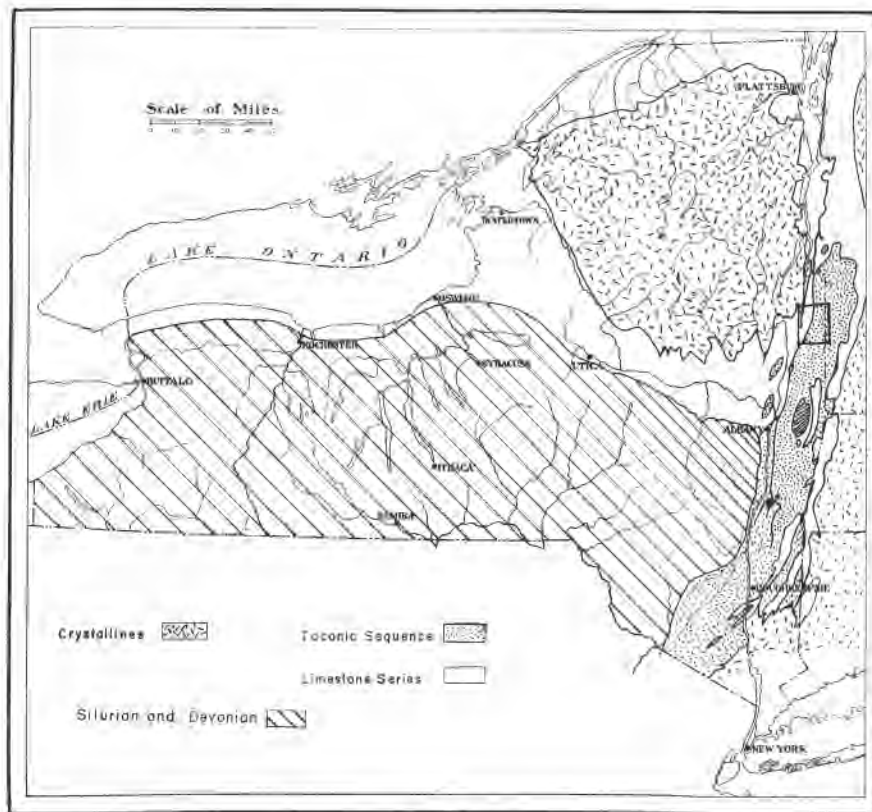 PLATTSBURG
Scale of Miles
WATERTOWN
LAKE ONTARIO
OSWEGO
ROCHESTER
SYRACUSE
UTICA
BUFFALO
LAKE ERIE
ALBANY
ITHACA
ELMIRA
POUGHKEEPSIE
Crystallines
Taconic Sequence
Limestone Series
Silurian and Devonian
NEW YORK